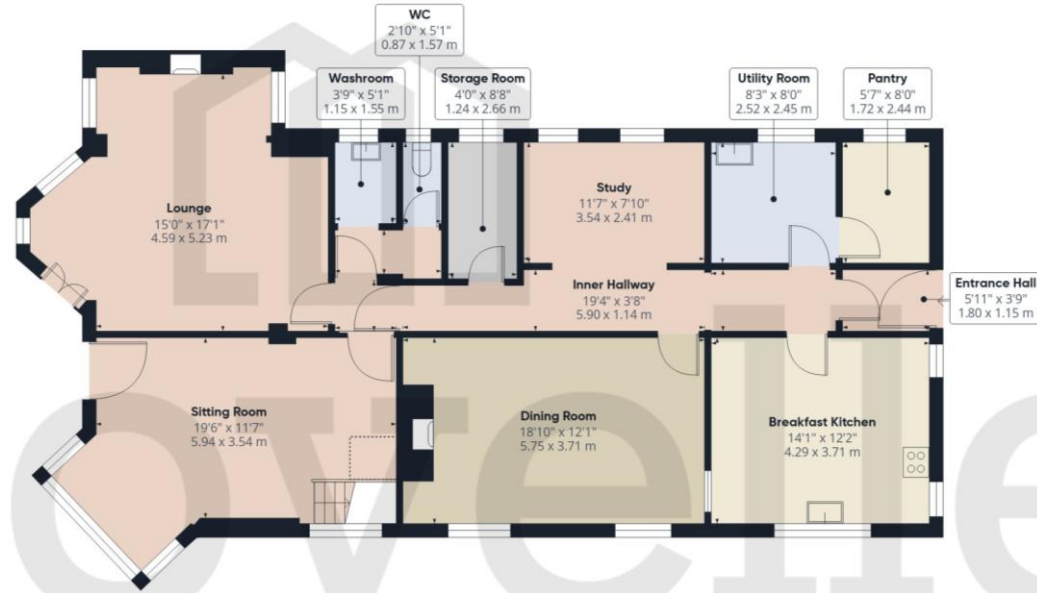 WC
2'10" x 5'1"
0.87 x 1.57 m
Washroom
3'9" x 5'1"
1.15 x 1.55 m
Storage Room
4'0" x 8'8"
1.24 x 2.66 m
Utility Room
8'3" x 8'0"
2.52 x 2.45 m
Pantry
5'7" x 8'0"
1.72 x 2.44 m
Lounge
15'0" x 17'1"
4.59 x 5.23 m
Study
11'7" x 7'10"
3.54 x 2.41 m
Inner Hallway
19'4" x 3'8"
5.90 x 1.14 m
Entrance Hall
5'11" x 3'9"
1.80 x 1.15 m
Sitting Room
19'6" x 11'7"
5.94 x 3.54 m
Dining Room
18'10" x 12'1"
5.75 x 3.71 m
Breakfast Kitchen
14'1" x 12'2"
4.29 x 3.71 m
ovelle